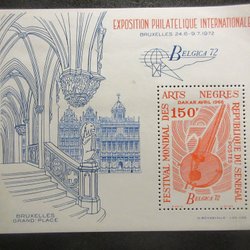 EXPOSITION PHILATELIQUE INTERNATIONALE
BRUXELLES 24.6-9.7.1972
BELGICA 72
FESTIVAL MONDIAL DES
ARTS NEGRES
DAKAR AVRIL 1966
150F
REPUBLIQUE DU SENEGAL
POSTES
BELGICA 72
BRUXELLES
GRAND'PLACE